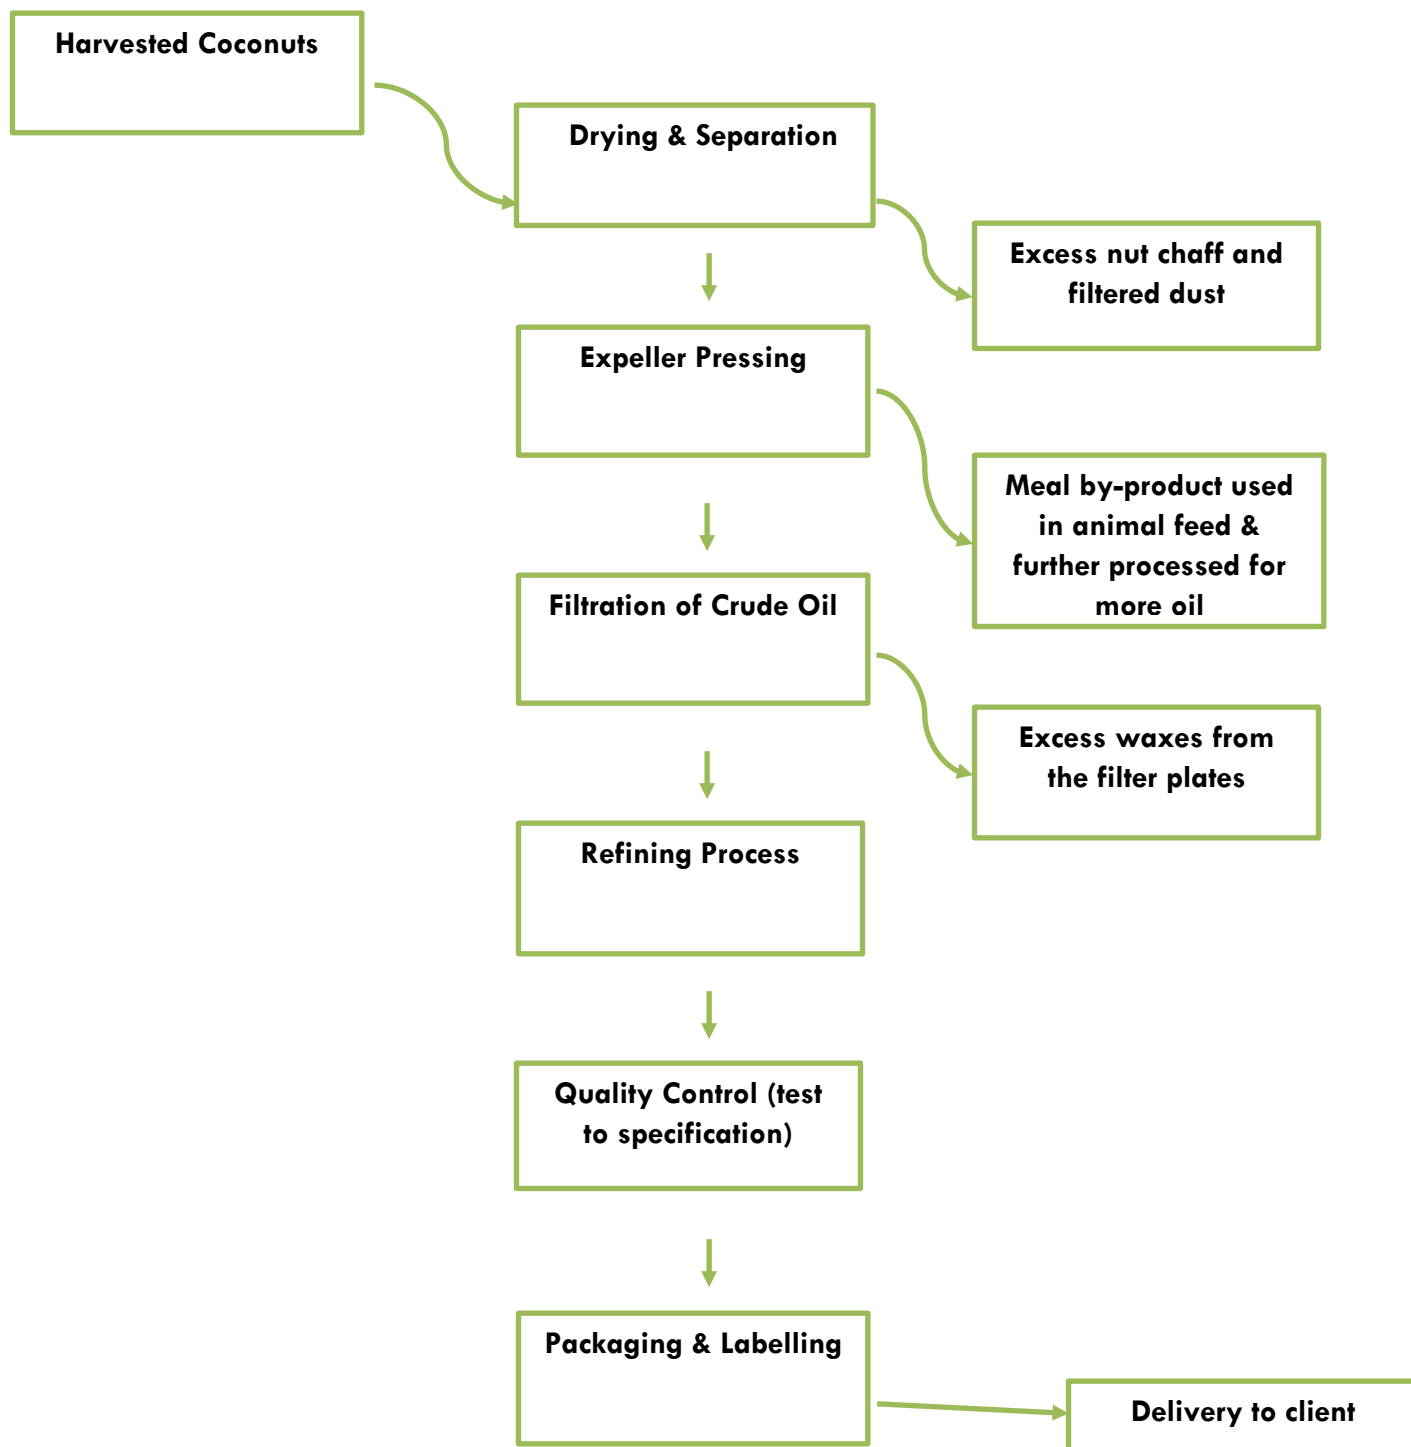 Harvested Coconuts
Drying & Separation
Excess nut chaff and
filtered dust
Expeller Pressing
Meal by-product used
in animal feed &
further processed for
more oil
Filtration of Crude Oil
Excess waxes from
the filter plates
Refining Process
Quality Control (test
to specification)
Packaging & Labelling
Delivery to client